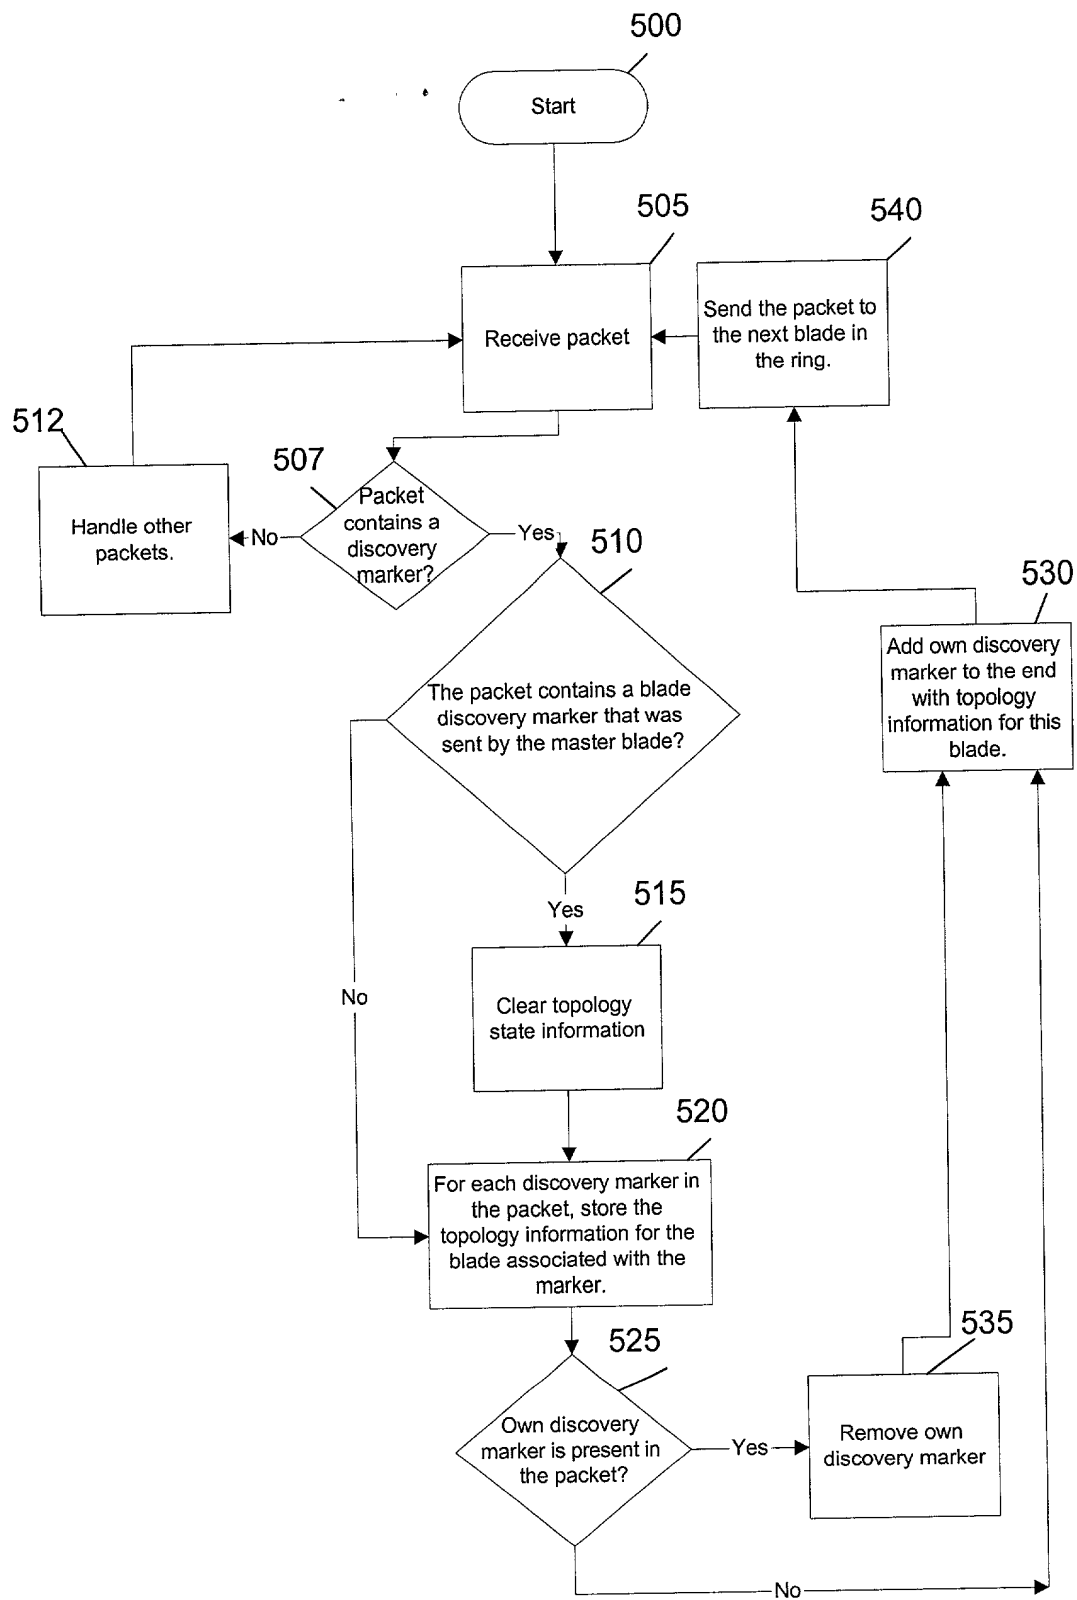 500
Start
505
540
Receive packet
Send the packet to
the next blade in
the ring.
512
507
Handle other
packets.
No
Packet
contains a
discovery
marker?
Yes
510
530
The packet contains a blade
discovery marker that was
sent by the master blade?
Add own discovery
marker to the end
with topology
information for this
blade.
Yes
515
No
Clear topology
state information
520
For each discovery marker in
the packet, store the
topology information for the
blade associated with the
marker.
525
535
Own discovery
marker is present in
the packet?
Yes
Remove own
discovery marker
No